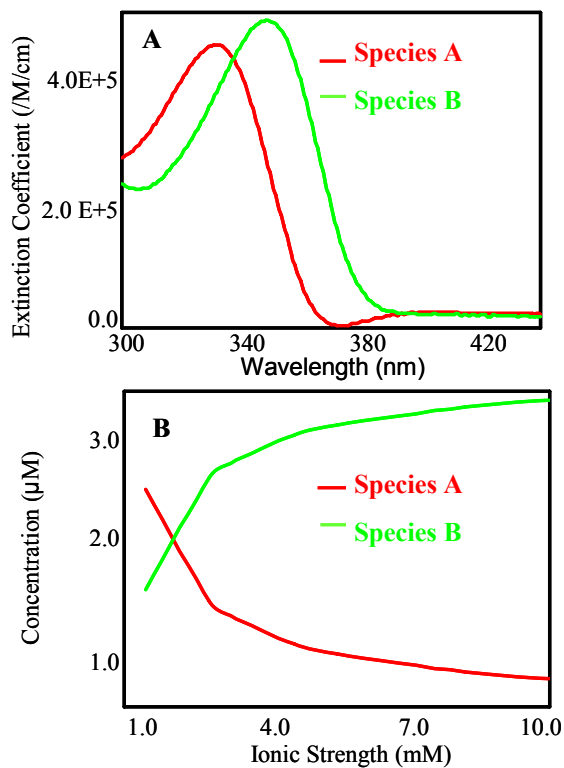 A
Species A
Species B
Extinction Coefficient (/M/cm)
4.0E+5
2.0 E+5
0.0
300
340
380
420
Wavelength (nm)
B
Species A
Species B
Concentration (µM)
3.0
2.0
1.0
1.0
4.0
7.0
10.0
Ionic Strength (mM)